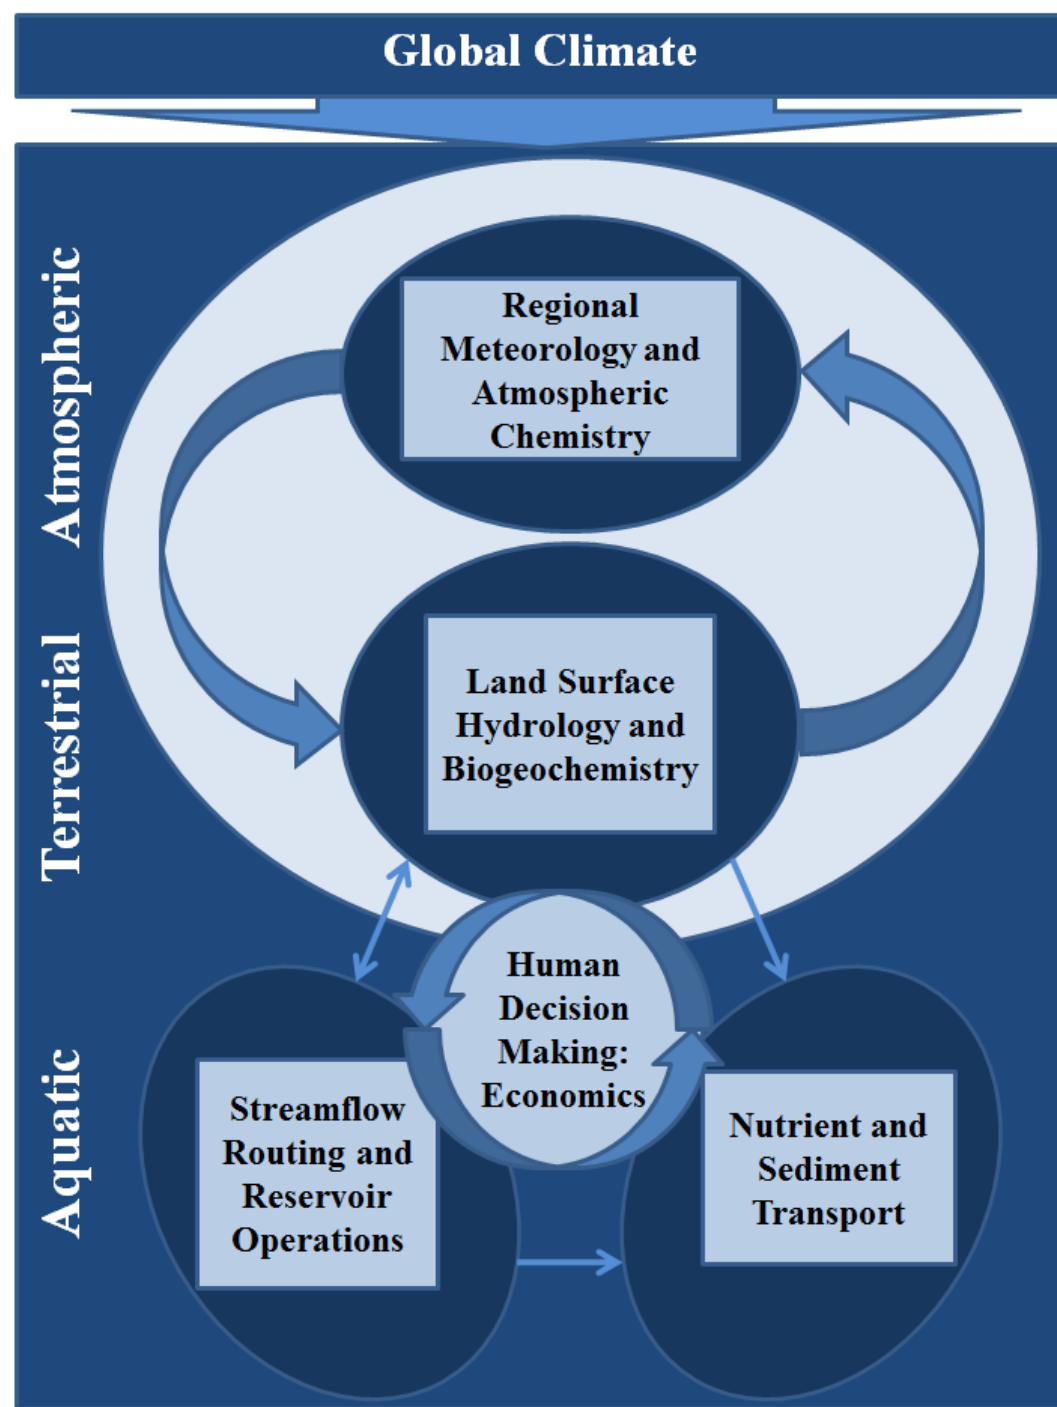 Global Climate
Atmospheric
Regional
Meteorology and
Atmospheric
Chemistry
Terrestrial
Land Surface
Hydrology and
Biogeochemistry
Human
Decision
Making:
Economics
Aquatic
Streamflow
Routing and
Reservoir
Operations
Nutrient and
Sediment
Transport